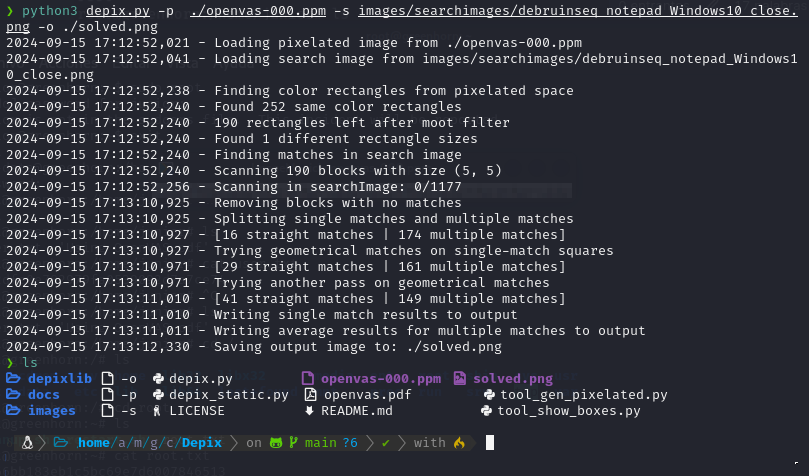 ❯ python3 depix.py -p  ./openvas-000.ppm -s images/searchimages/debruinseq_notepad_Windows10_close.
png -o ./solved.png
2024-09-15 17:12:52,021 - Loading pixelated image from ./openvas-000.ppm
2024-09-15 17:12:52,041 - Loading search image from images/searchimages/debruinseq_notepad_Windows1
0_close.png
2024-09-15 17:12:52,238 - Finding color rectangles from pixelated space
2024-09-15 17:12:52,240 - Found 252 same color rectangles
2024-09-15 17:12:52,240 - 190 rectangles left after moot filter
2024-09-15 17:12:52,240 - Found 1 different rectangle sizes
2024-09-15 17:12:52,240 - Finding matches in search image
2024-09-15 17:12:52,240 - Scanning 190 blocks with size (5, 5)
2024-09-15 17:12:52,256 - Scanning in searchImage: 0/1177
2024-09-15 17:13:10,925 - Removing blocks with no matches
2024-09-15 17:13:10,925 - Splitting single matches and multiple matches
2024-09-15 17:13:10,927 - [16 straight matches | 174 multiple matches]
2024-09-15 17:13:10,927 - Trying geometrical matches on single-match squares
2024-09-15 17:13:10,971 - [29 straight matches | 161 multiple matches]
2024-09-15 17:13:10,971 - Trying another pass on geometrical matches
2024-09-15 17:13:11,010 - [41 straight matches | 149 multiple matches]
2024-09-15 17:13:11,010 - Writing single match results to output
2024-09-15 17:13:11,011 - Writing average results for multiple matches to output
2024-09-15 17:13:12,330 - Saving output image to: ./solved.png
❯ ls
depixlib -o depix.py openvas-000.ppm solved.png
docs -p depix_static.py openvas.pdf tool_gen_pixelated.py
images -s LICENSE README.md tool_show_boxes.py
home/a/m/g/c/Depix on main ?6 ✔ with
cat root.txt